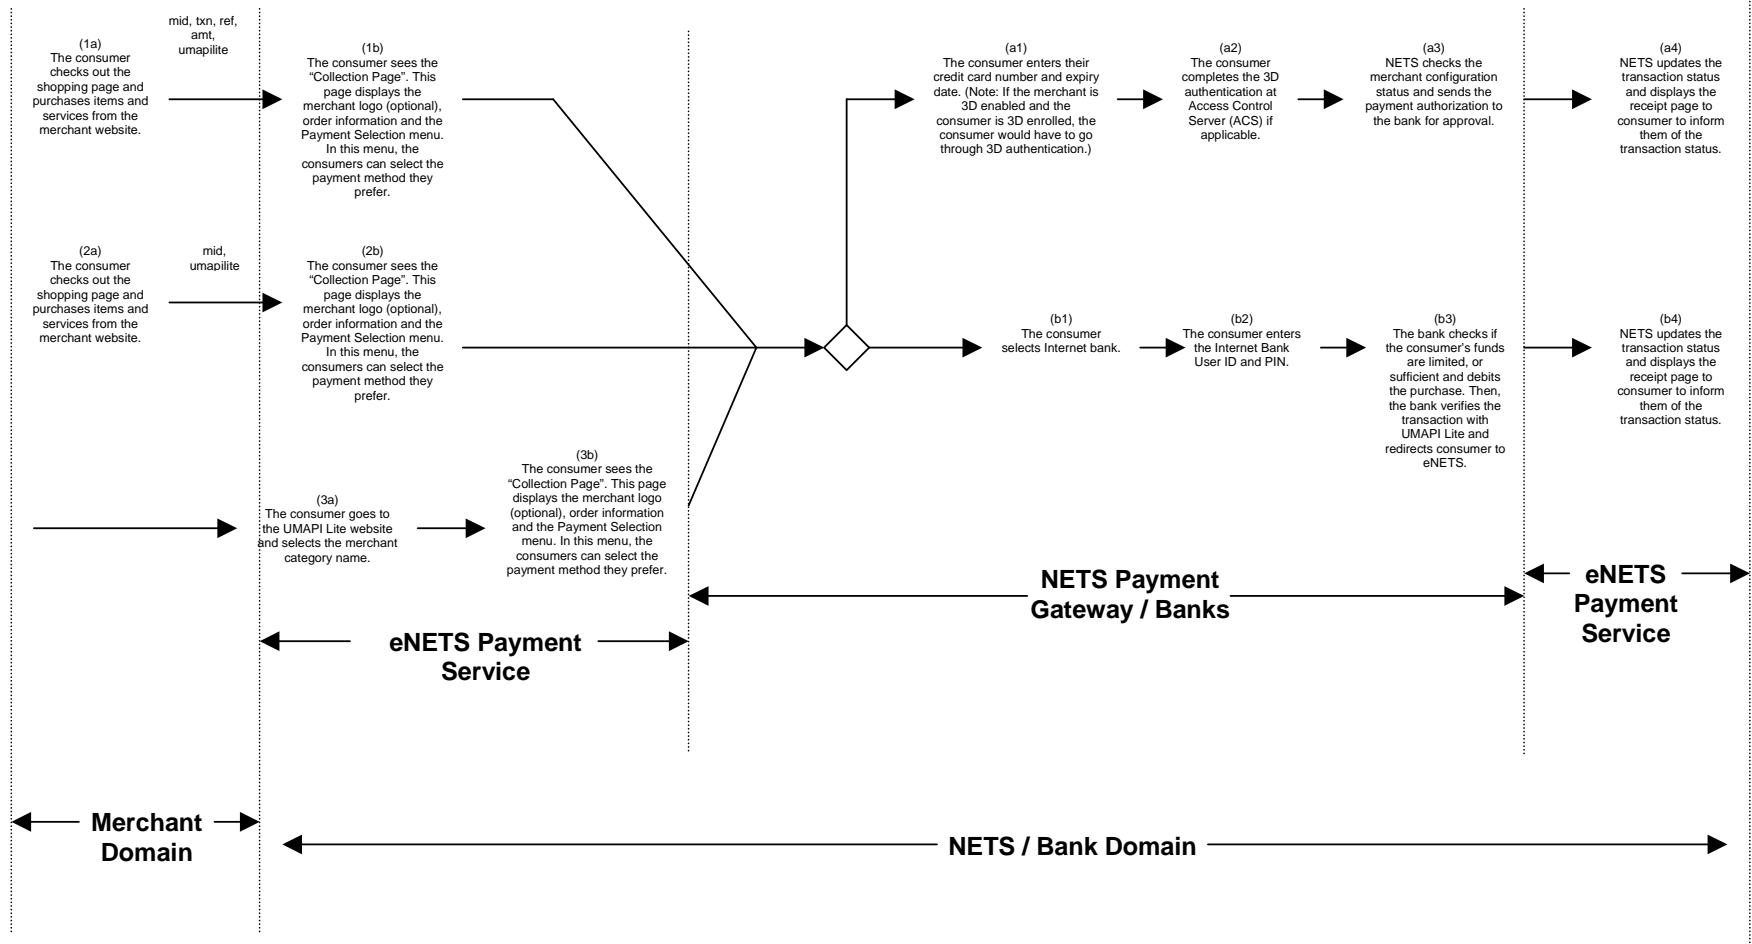 mid, txn, ref,
amt,
umapilite
(1a)
The consumer
checks out the
shopping page and
purchases items and
services from the
merchant website.
(1b)
The consumer sees the
“Collection Page”. This
page displays the
merchant logo (optional),
order information and the
Payment Selection menu.
In this menu, the
consumers can select the
payment method they
prefer.
(a1)
The consumer enters their
credit card number and expiry
date. (Note: If the merchant is
3D enabled and the
consumer is 3D enrolled, the
consumer would have to go
through 3D authentication.)
(a2)
The consumer
completes the 3D
authentication at
Access Control
Server (ACS) if
applicable.
(a3)
NETS checks the
merchant configuration
status and sends the
payment authorization to
the bank for approval.
(a4)
NETS updates the
transaction status
and displays the
receipt page to
consumer to inform
them of the
transaction status.
(2a)
The consumer
checks out the
shopping page and
purchases items and
services from the
merchant website.
mid,
umapilite
(2b)
The consumer sees the
“Collection Page”. This
page displays the
merchant logo (optional),
order information and the
Payment Selection menu.
In this menu, the
consumers can select the
payment method they
prefer.
(b1)
The consumer
selects Internet bank.
(b2)
The consumer enters
the Internet Bank
User ID and PIN.
(b3)
The bank checks if
the consumer’s funds
are limited, or
sufficient and debits
the purchase. Then,
the bank verifies the
transaction with
UMAPI Lite and
redirects consumer to
eNETS.
(b4)
NETS updates the
transaction status
and displays the
receipt page to
consumer to inform
them of the
transaction status.
(3a)
The consumer goes to
the UMAPI Lite website
and selects the merchant
category name.
(3b)
The consumer sees the
“Collection Page”. This page
displays the merchant logo
(optional), order information
and the Payment Selection
menu. In this menu, the
consumers can select the
payment method they prefer.
NETS Payment
Gateway / Banks
eNETS
Payment
Service
eNETS Payment
Service
Merchant
Domain
NETS / Bank Domain